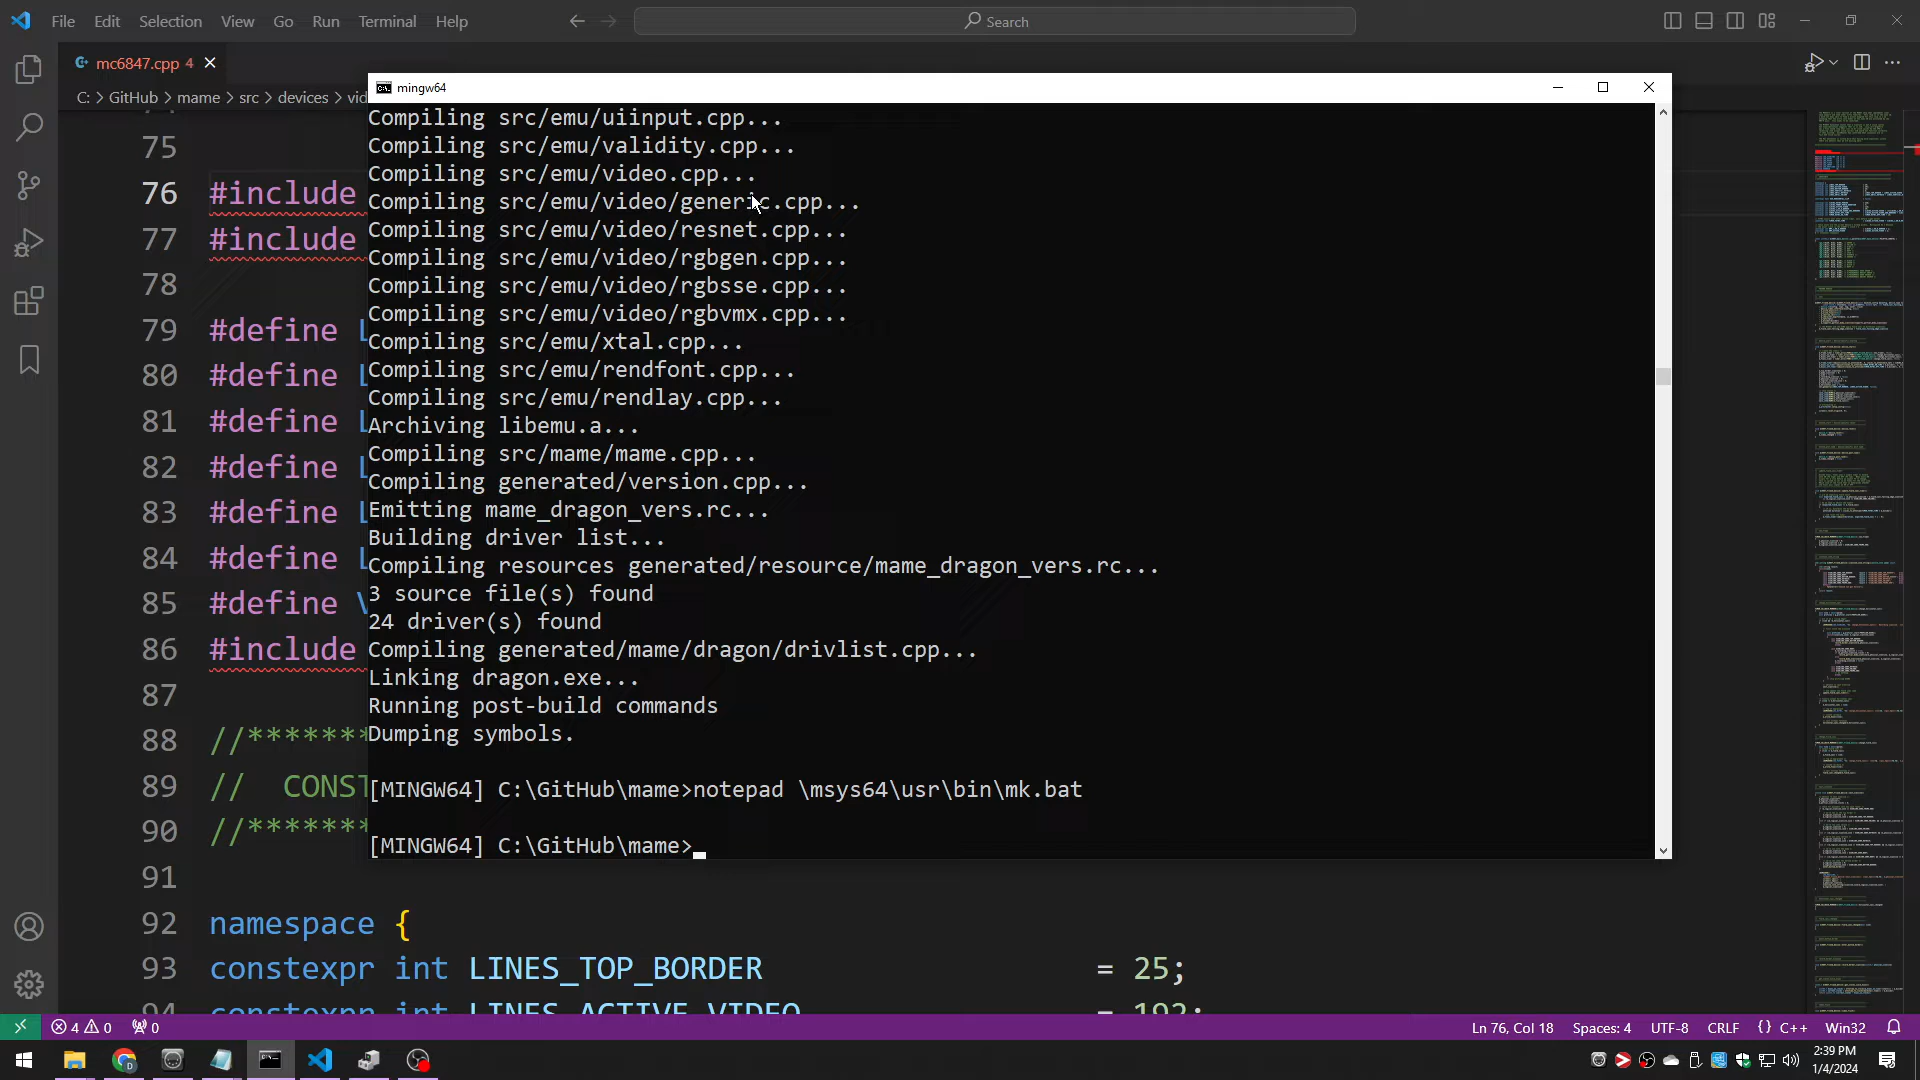 File Edit Selection View Go Run Terminal Help
Search
mc6847.cpp 4
C: > GitHub > mame > src > devices > vid
mingw64
Compiling src/emu/uiinput.cpp...
Compiling src/emu/validity.cpp...
Compiling src/emu/video.cpp...
Compiling src/emu/video/generic.cpp...
Compiling src/emu/video/resnet.cpp...
Compiling src/emu/video/rgbgen.cpp...
Compiling src/emu/video/rgbsse.cpp...
Compiling src/emu/video/rgbvmx.cpp...
Compiling src/emu/xtal.cpp...
Compiling src/emu/rendfont.cpp...
Compiling src/emu/rendlay.cpp...
Archiving libemu.a...
Compiling src/mame/mame.cpp...
Compiling generated/version.cpp...
Emitting mame_dragon_vers.rc...
Building driver list...
Compiling resources generated/resource/mame_dragon_vers.rc...
3 source file(s) found
24 driver(s) found
Compiling generated/mame/dragon/drivlist.cpp...
Linking dragon.exe...
Running post-build commands
Dumping symbols.
[MINGW64] C:\GitHub\mame>notepad \msys64\usr\bin\mk.bat
[MINGW64] C:\GitHub\mame>
75
76 #include
77 #include
78
79 #define
80 #define
81 #define
82 #define
83 #define
84 #define
85 #define
86 #include
87
88 //*******
89 // CONST
90 //*******
91
92 namespace {
93 constexpr int LINES_TOP_BORDER = 25;
94 constexpr int LINES_ACTIVE_VIDEO = 192;
4 0 0
Ln 76, Col 18 Spaces: 4 UTF-8 CRLF {} C++ Win32
2:39 PM
1/4/2024